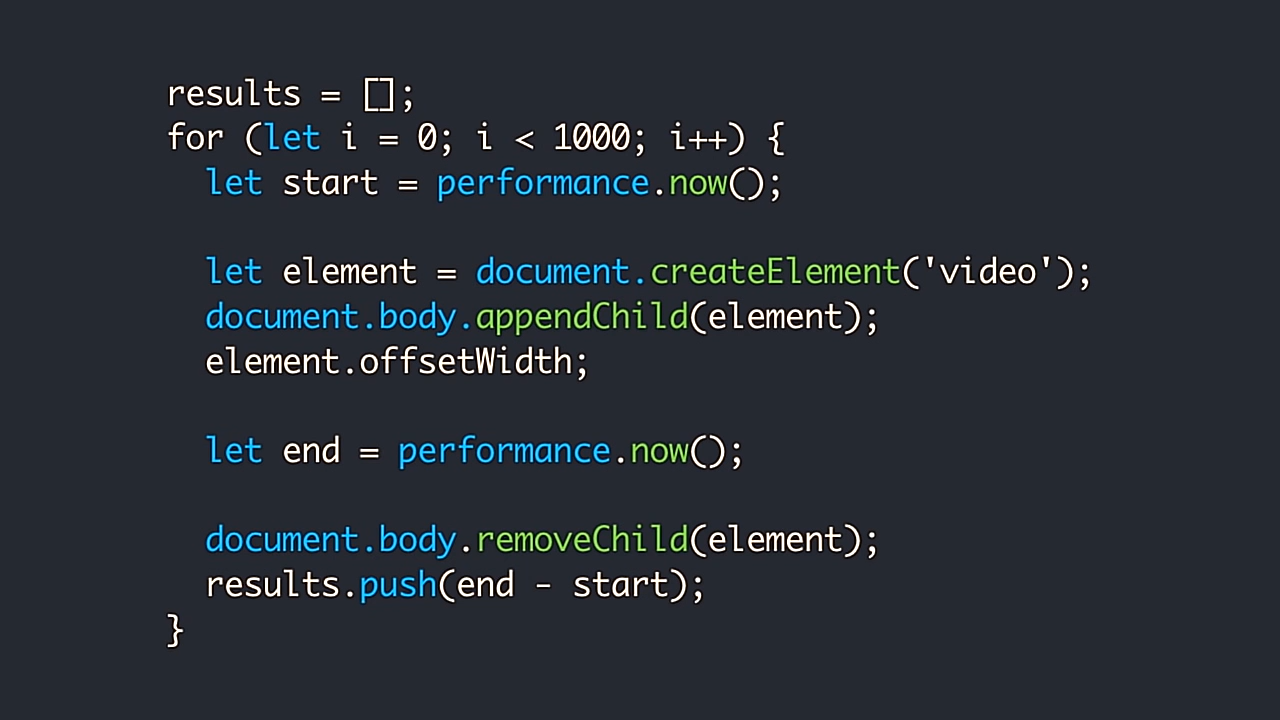 results = [];
for (let i = 0; i < 1000; i++) {
  let start = performance.now();
  let element = document.createElement('video');
  document.body.appendChild(element);
  element.offsetWidth;
  let end = performance.now();
  document.body.removeChild(element);
  results.push(end - start);
}